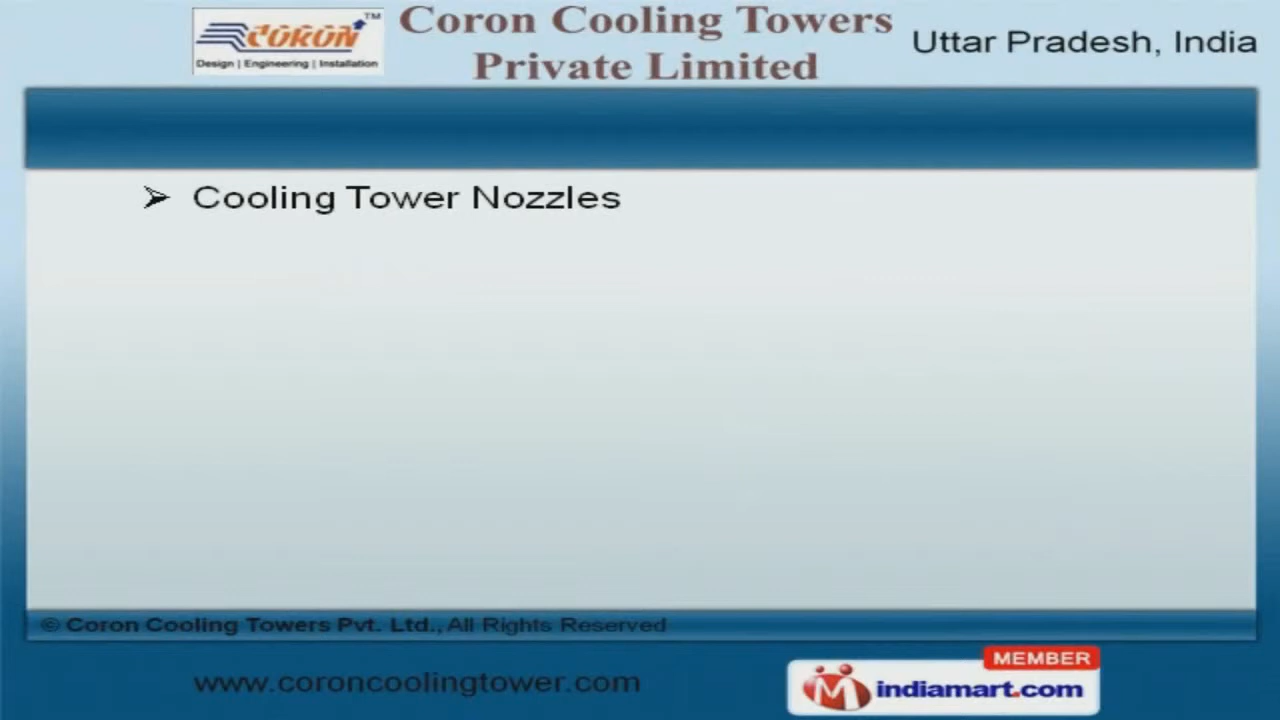 CORON™
Design | Engineering | Installation
Coron Cooling Towers
Private Limited
Uttar Pradesh, India
➢ Cooling Tower Nozzles
© Coron Cooling Towers Pvt. Ltd., All Rights Reserved
www.coroncoolingtower.com
MEMBER
indiamart.com